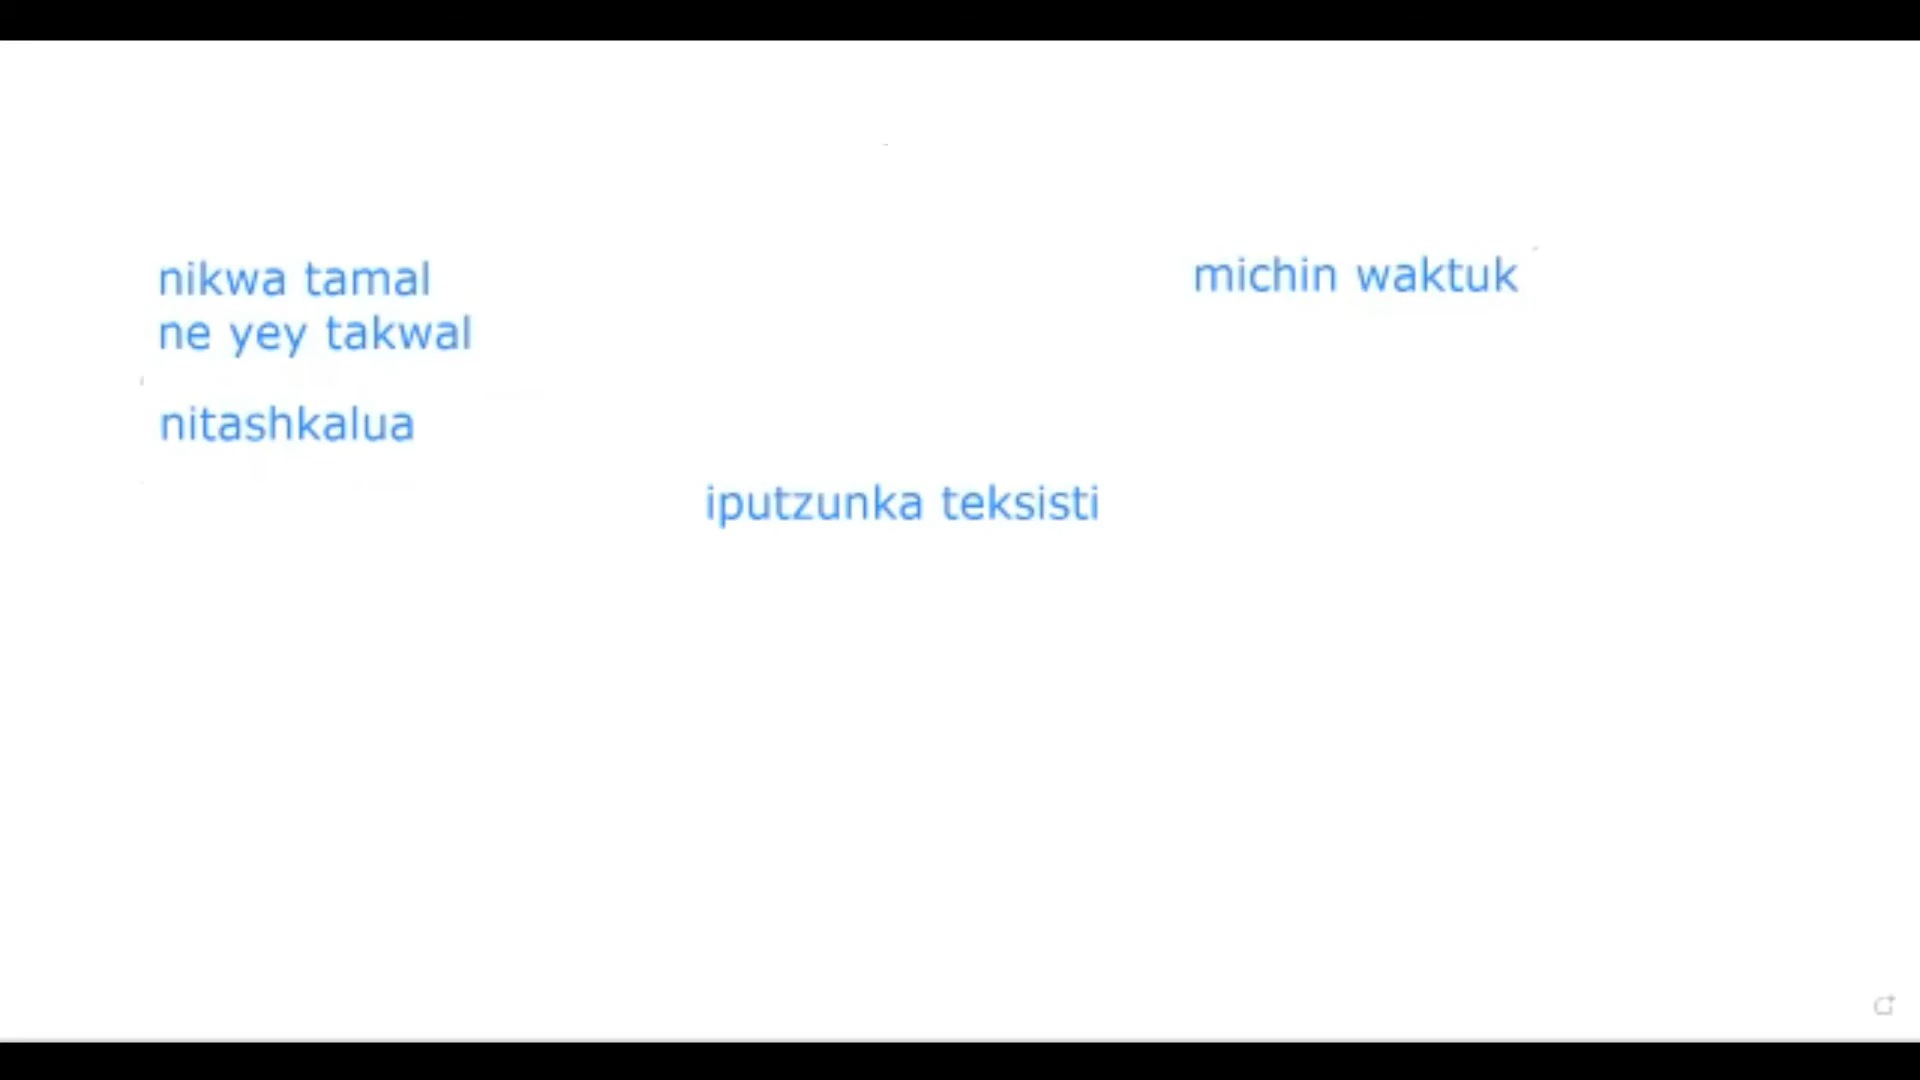 nikwa tamal
ne yey takwal
nitashkalua
iputzunka teksisti
michin waktuk